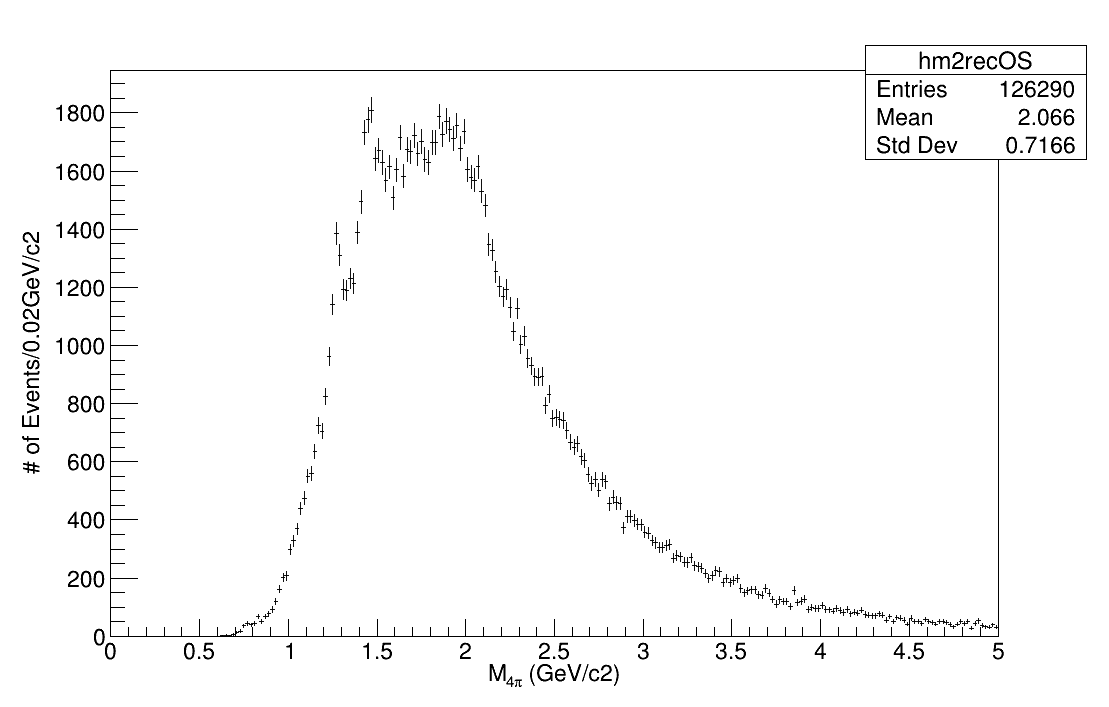 hm2recOS
Entries 126290
Mean 2.066
Std Dev 0.7166
# of Events/0.02GeV/c2
1800
1600
1400
1200
1000
800
600
400
200
0
0 0.5 1 1.5 2 2.5 3 3.5 4 4.5 5
M4π (GeV/c2)